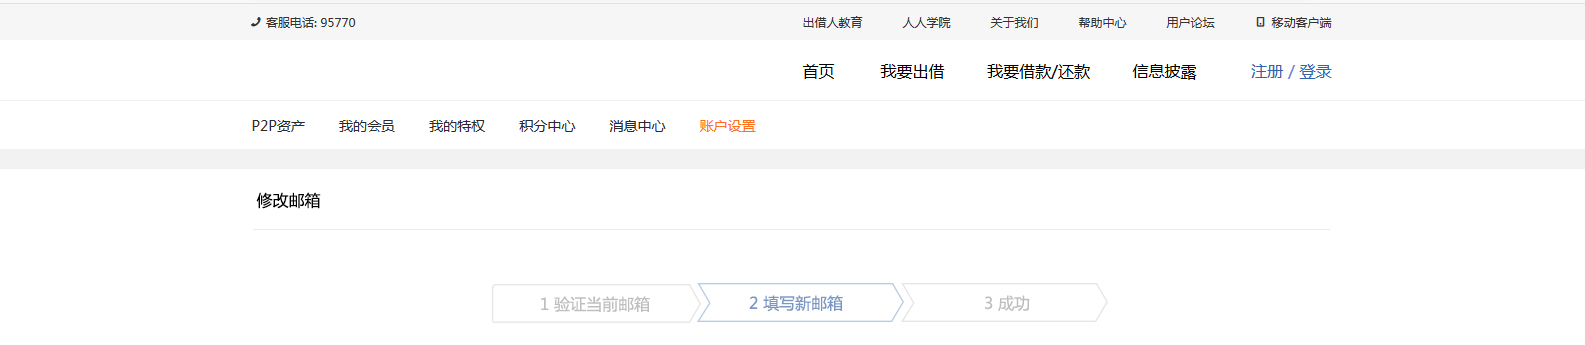 客服电话: 95770 出借人教育 人人学院 关于我们 帮助中心 用户论坛 移动客户端
首页 我要出借 我要借款/还款 信息披露 注册 / 登录
P2P资产 我的会员 我的特权 积分中心 消息中心 账户设置
修改邮箱
1 验证当前邮箱 2 填写新邮箱 3 成功